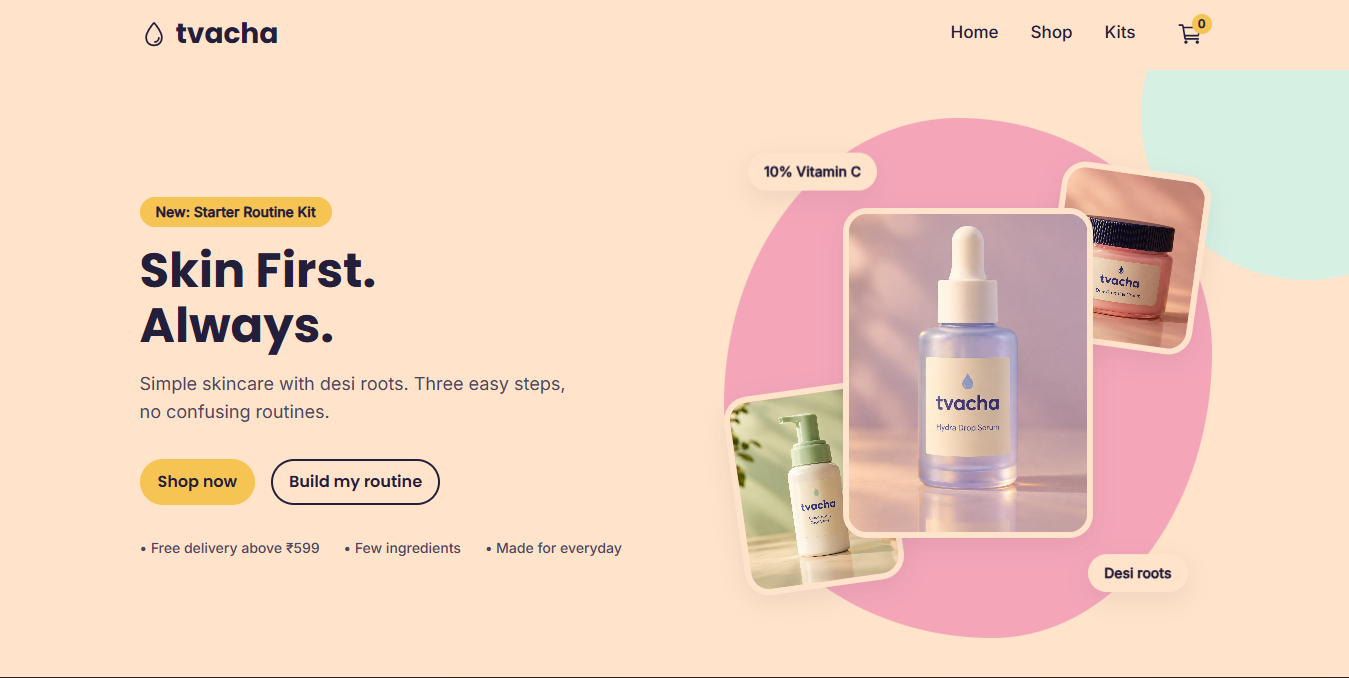 tvacha
Home Shop Kits 0
New: Starter Routine Kit
Skin First.
Always.
Simple skincare with desi roots. Three easy steps,
no confusing routines.
Shop now Build my routine
• Free delivery above ₹599 • Few ingredients • Made for everyday
10% Vitamin C
tvacha
tvacha
Hydra Drop Serum
tvacha
Desi roots